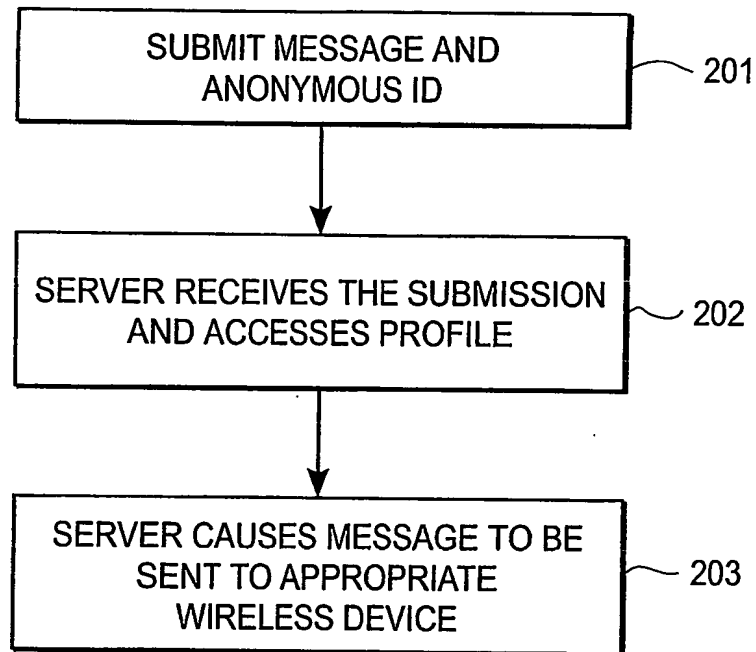 SUBMIT MESSAGE AND
ANONYMOUS ID
201
SERVER RECEIVES THE SUBMISSION
AND ACCESSES PROFILE
202
SERVER CAUSES MESSAGE TO BE
SENT TO APPROPRIATE
WIRELESS DEVICE
203